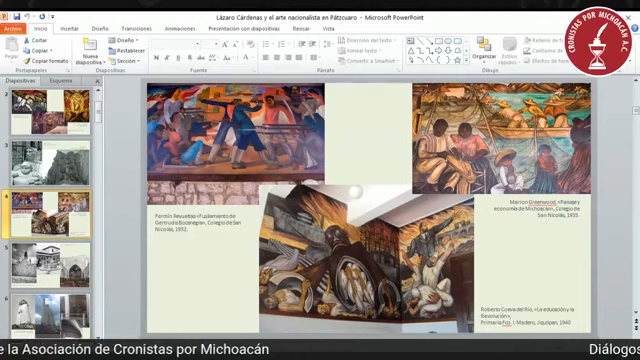 Lázaro Cárdenas y el arte nacionalista en Pátzcuaro - Microsoft PowerPoint
Archivo Inicio Insertar Diseño Transiciones Animaciones Presentación con diapositivas Revisar Vista
Cortar
Copiar
Copiar formato
Pegar
Portapapeles
Nueva diapositiva
Diseño
Restablecer
Sección
Diapositivas
Fuente
Dirección del texto
Alinear texto
Convertir a SmartArt
Párrafo
Organizar
Estilos rápidos
Dibujo
Relleno de
Contorno de
Efectos de
CRONISTAS POR MICHOACÁN A.C.
Diapositivas Esquema
2
3
4
5
6
Fermín Revueltas «Fusilamiento de
Gertrudis Bocanegra», Colegio de San
Nicolás, 1932.
Marion Greenwood, «Paisaje y
economía de Michoacán», Colegio de
San Nicolás, 1935.
Roberto Cueva del Río, «La educación y la
Revolución»,
Primaria Fco. I. Madero, Jiquilpan, 1940
e la Asociación de Cronistas por Michoacán
Diálogos